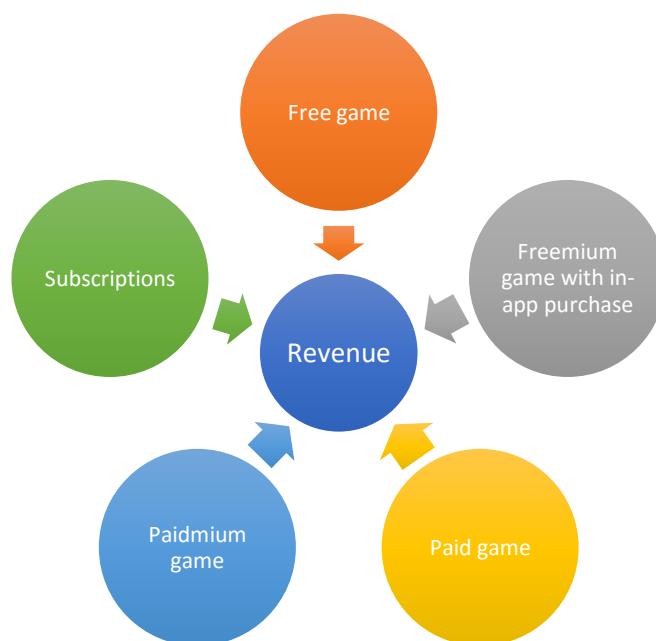 Free game
Subscriptions
Freemium
game with in-
app purchase
Revenue
Paidmium
game
Paid game